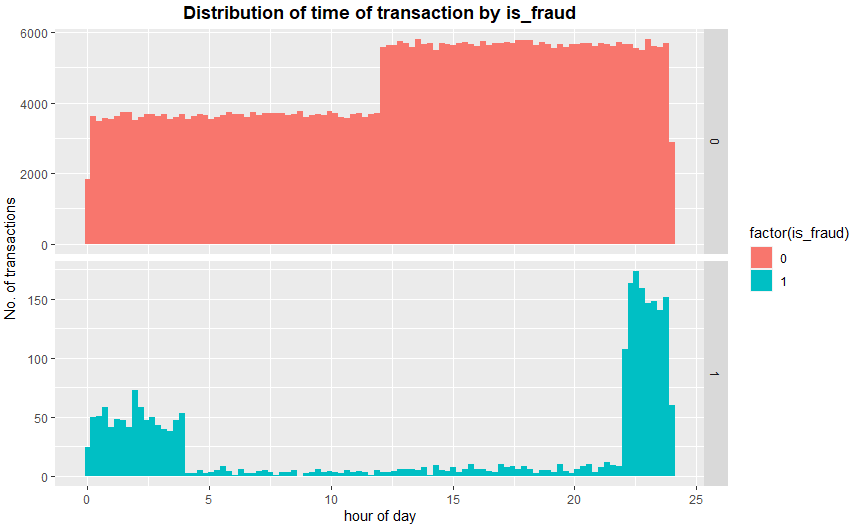 Distribution of time of transaction by is_fraud
No. of transactions
6000
4000
2000
0
0
150
100
50
0
1
0 5 10 15 20 25
hour of day
factor(is_fraud)
0
1